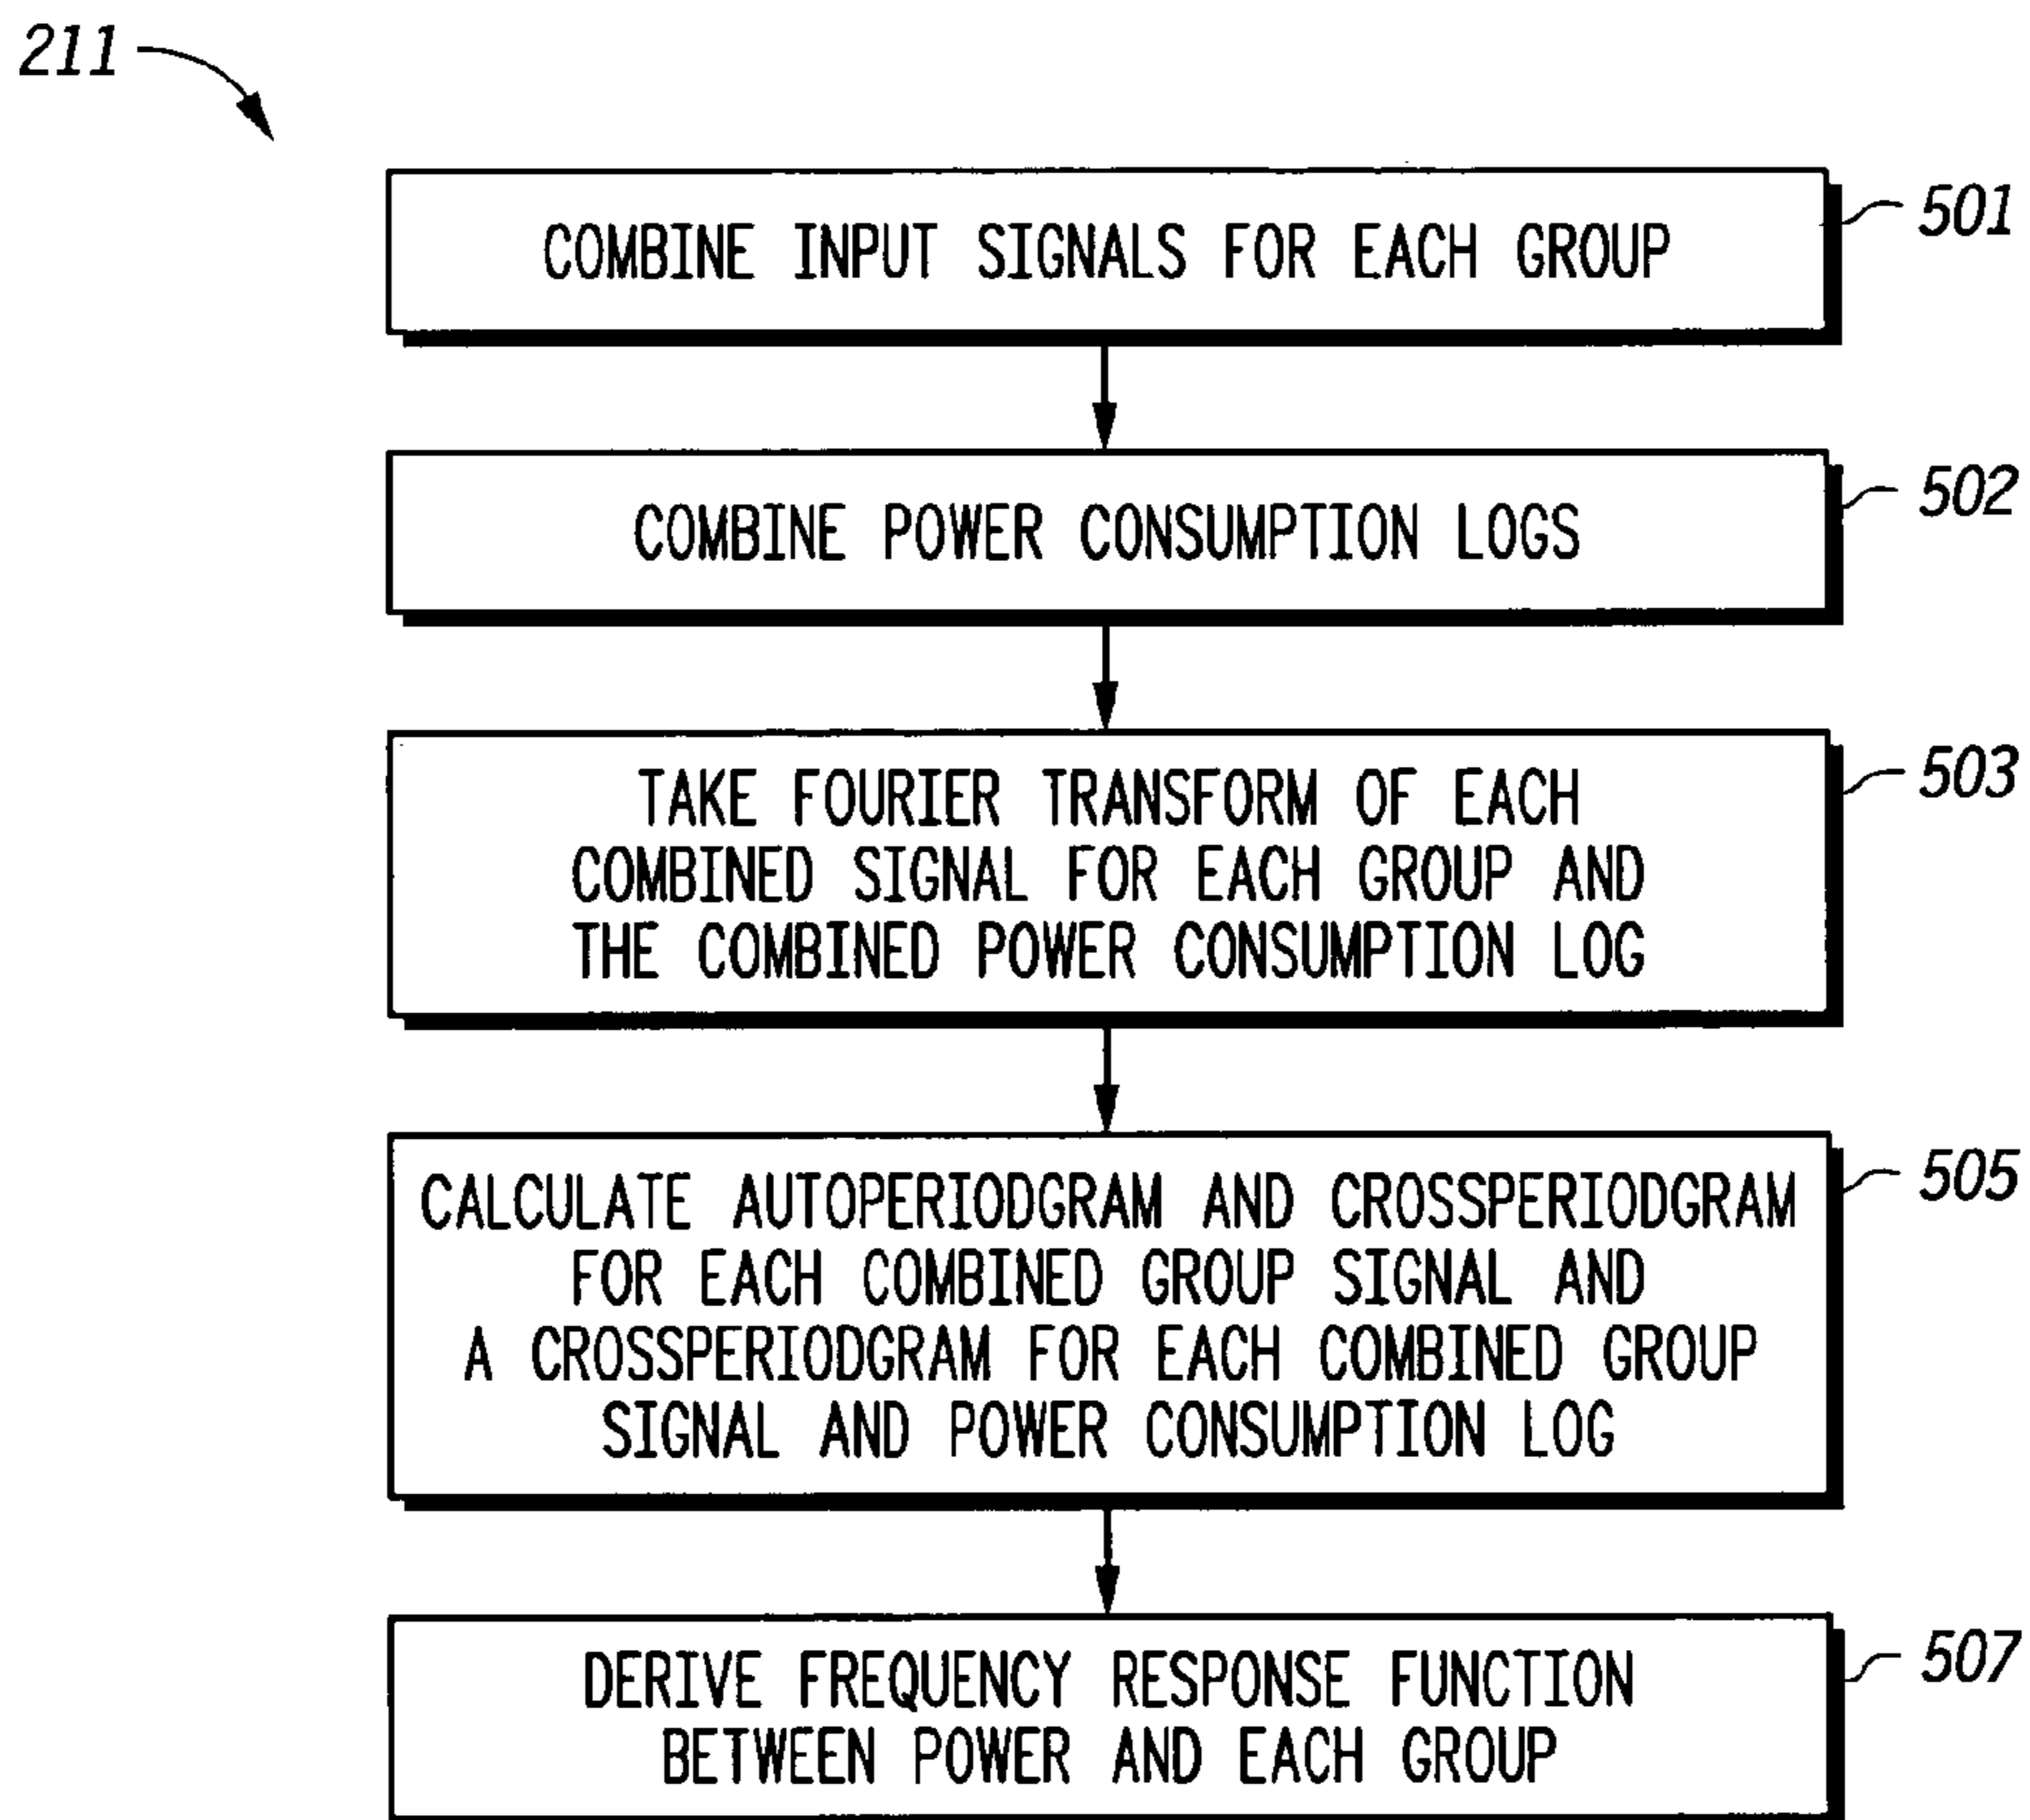 211
COMBINE INPUT SIGNALS FOR EACH GROUP
501
COMBINE POWER CONSUMPTION LOGS
502
TAKE FOURIER TRANSFORM OF EACH
COMBINED SIGNAL FOR EACH GROUP AND
THE COMBINED POWER CONSUMPTION LOG
503
CALCULATE AUTOPERIODGRAM AND CROSSPERIODGRAM
FOR EACH COMBINED GROUP SIGNAL AND
A CROSSPERIODGRAM FOR EACH COMBINED GROUP
SIGNAL AND POWER CONSUMPTION LOG
505
DERIVE FREQUENCY RESPONSE FUNCTION
BETWEEN POWER AND EACH GROUP
507